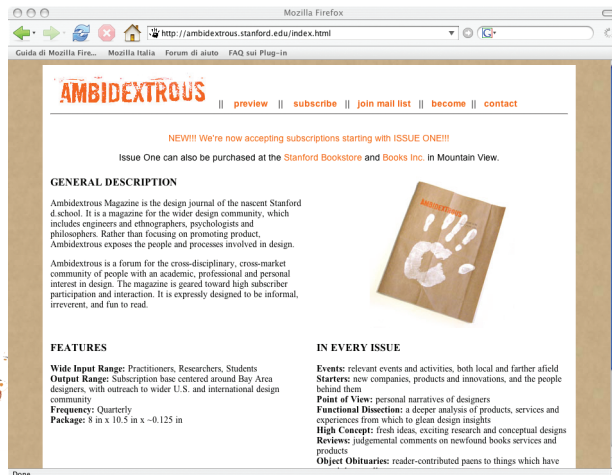 Mozilla Firefox
http://ambidextrous.stanford.edu/index.html
Guida di Mozilla Fire... Mozilla Italia Forum di aiuto FAQ sui Plug-in
AMBIDEXTROUS
|| preview || subscribe || join mail list || become || contact
NEW!!! We're now accepting subscriptions starting with ISSUE ONE!!!
Issue One can also be purchased at the Stanford Bookstore and Books Inc. in Mountain View.
GENERAL DESCRIPTION
Ambidextrous Magazine is the design journal of the nascent Stanford
d.school. It is a magazine for the wider design community, which
includes engineers and ethnographers, psychologists and
philosophers. Rather than focusing on promoting product,
Ambidextrous exposes the people and processes involved in design.
Ambidextrous is a forum for the cross-disciplinary, cross-market
community of people with an academic, professional and personal
interest in design. The magazine is geared toward high subscriber
participation and interaction. It is expressly designed to be informal,
irreverent, and fun to read.
AMBIDEXTROUS
FEATURES
Wide Input Range: Practitioners, Researchers, Students
Output Range: Subscription base centered around Bay Area
designers, with outreach to wider U.S. and international design
community
Frequency: Quarterly
Package: 8 in x 10.5 in x ~0.125 in
IN EVERY ISSUE
Events: relevant events and activities, both local and farther afield
Starters: new companies, products and innovations, and the people
behind them
Point of View: personal narratives of designers
Functional Dissection: a deeper analysis of products, services and
experiences from which to glean design insights
High Concept: fresh ideas, exciting research and conceptual designs
Reviews: judgemental comments on newfound books services and
products
Object Obituaries: reader-contributed paens to things which have
Done